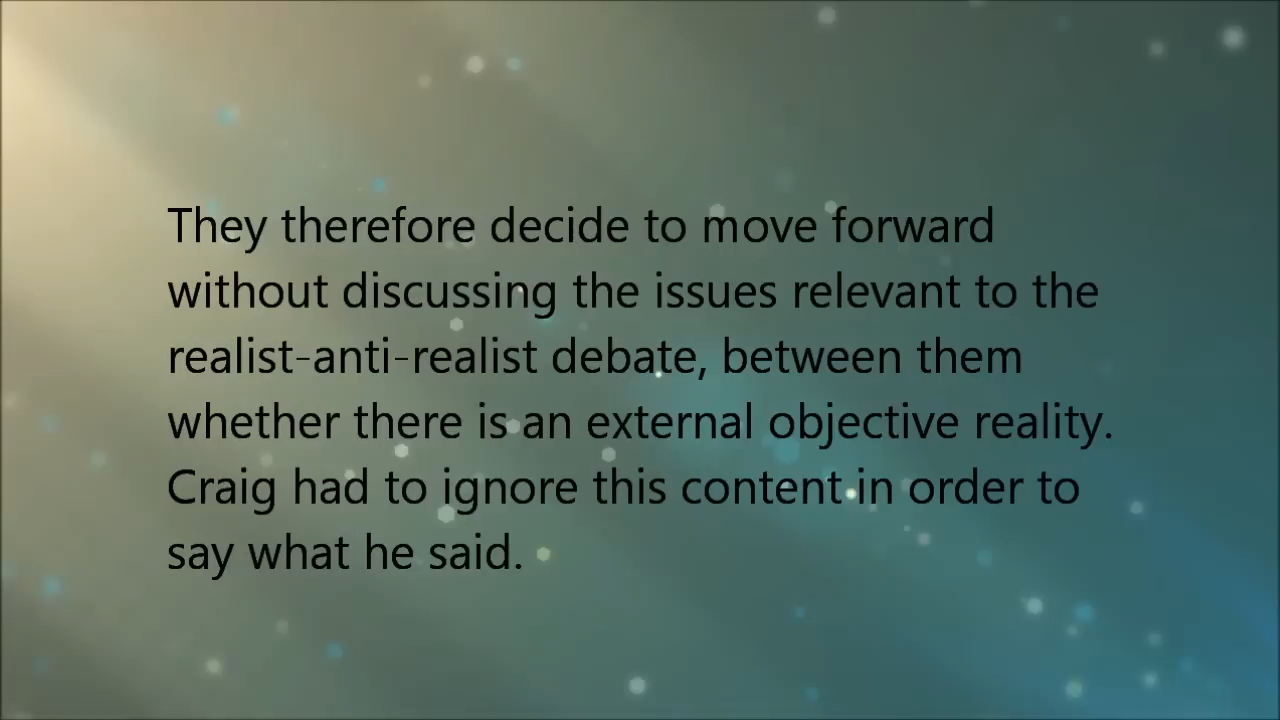 They therefore decide to move forward
without discussing the issues relevant to the
realist-anti-realist debate, between them
whether there is an external objective reality.
Craig had to ignore this content in order to
say what he said.